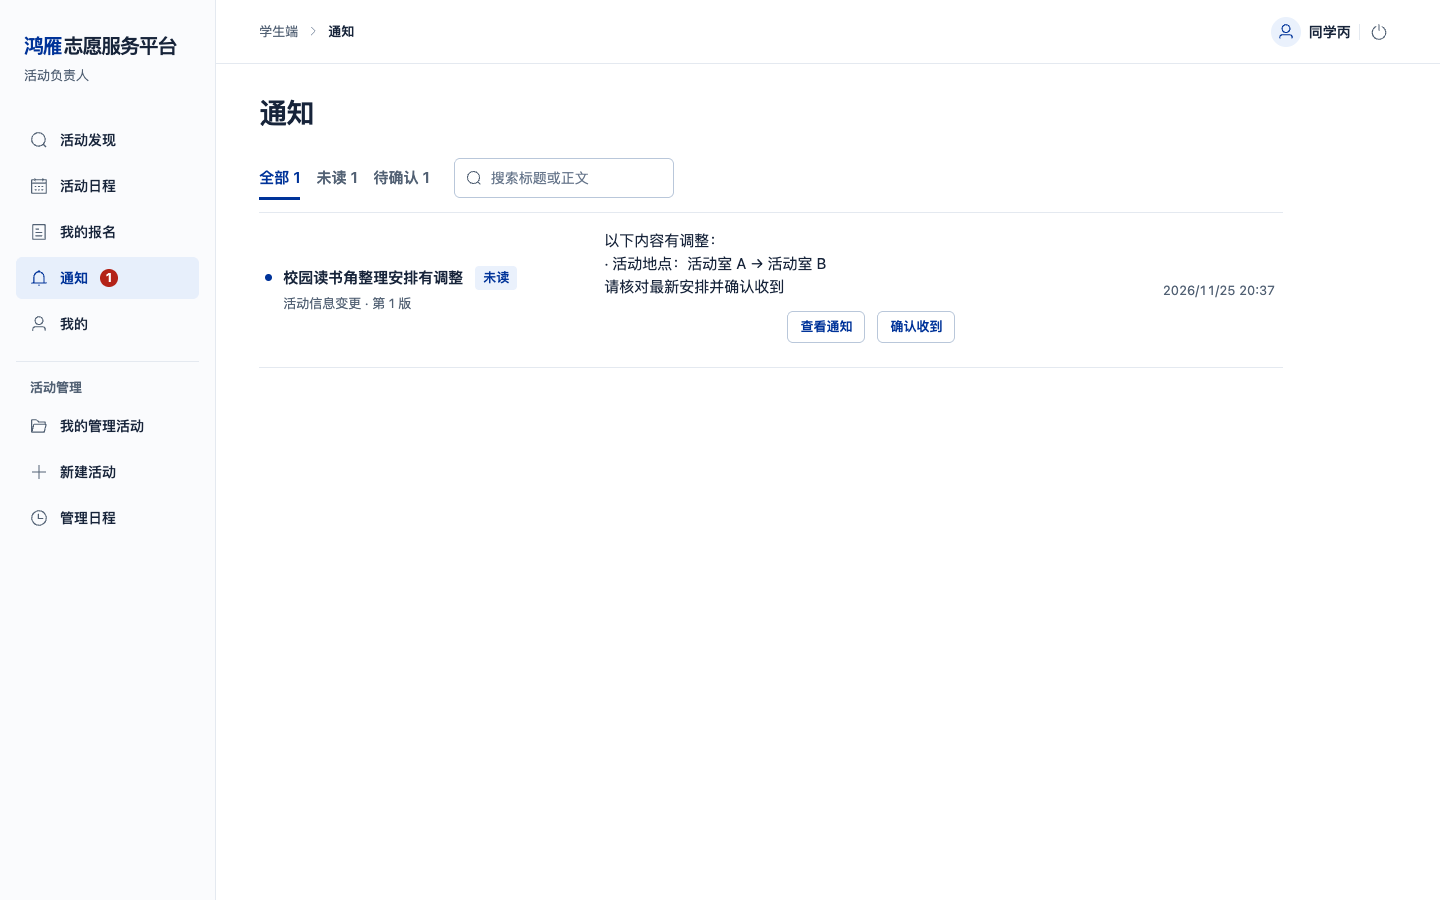 鸿雁志愿服务平台
活动负责人
活动发现
活动日程
我的报名
通知 1
我的
活动管理
我的管理活动
新建活动
管理日程
学生端 > 通知
同学丙
通知
全部 1 未读 1 待确认 1 搜索标题或正文
校园读书角整理安排有调整 未读
活动信息变更 · 第 1 版
以下内容有调整：
· 活动地点：活动室 A → 活动室 B
请核对最新安排并确认收到
查看通知 确认收到
2026/11/25 20:37